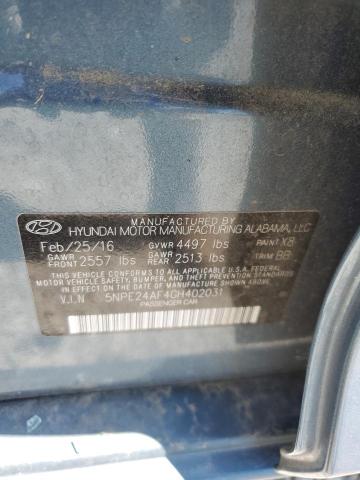 MANUFACTURED BY
HYUNDAI MOTOR MANUFACTURING ALABAMA, LLC
Feb/25/16 GVWR 4497 lbs PAINT X8
GAWR FRONT 2557 lbs GAWR REAR 2513 lbs TRIM BB
THIS VEHICLE CONFORMS TO ALL APPLICABLE U.S.A. FEDERAL
MOTOR VEHICLE SAFETY, BUMPER, AND THEFT PREVENTION
STANDARDS IN EFFECT ON THE DATE OF MANUFACTURE SHOWN ABOVE.
V.I.N 5NPE24AF4GH402031
PASSENGER CAR